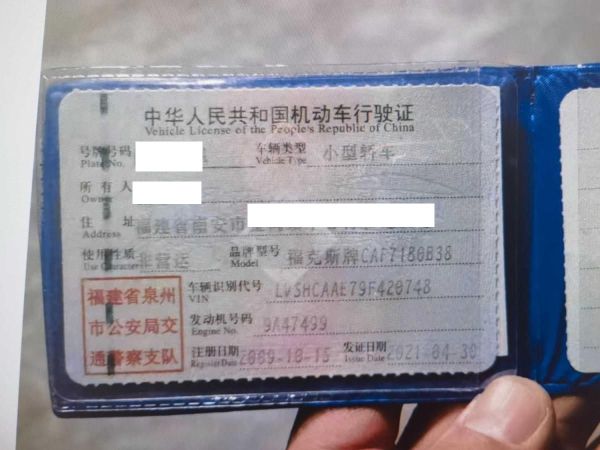 中华人民共和国机动车行驶证
Vehicle License of the People's Republic of China
号牌号码 车辆类型 小型轿车
Plate No. Vehicle Type
所有人
Owner
住址 福建省南安市
Address
使用性质 非营运 品牌型号 福克斯牌CAF7180B38
Use Character Model
车辆识别代号 LVSHCAAE79F420748
VIN
发动机号码 9A47499
Engine No.
注册日期 2009-10-15 发证日期 2021-04-30
Register Date Issue Date
福建省泉州
市公安局交
通警察支队